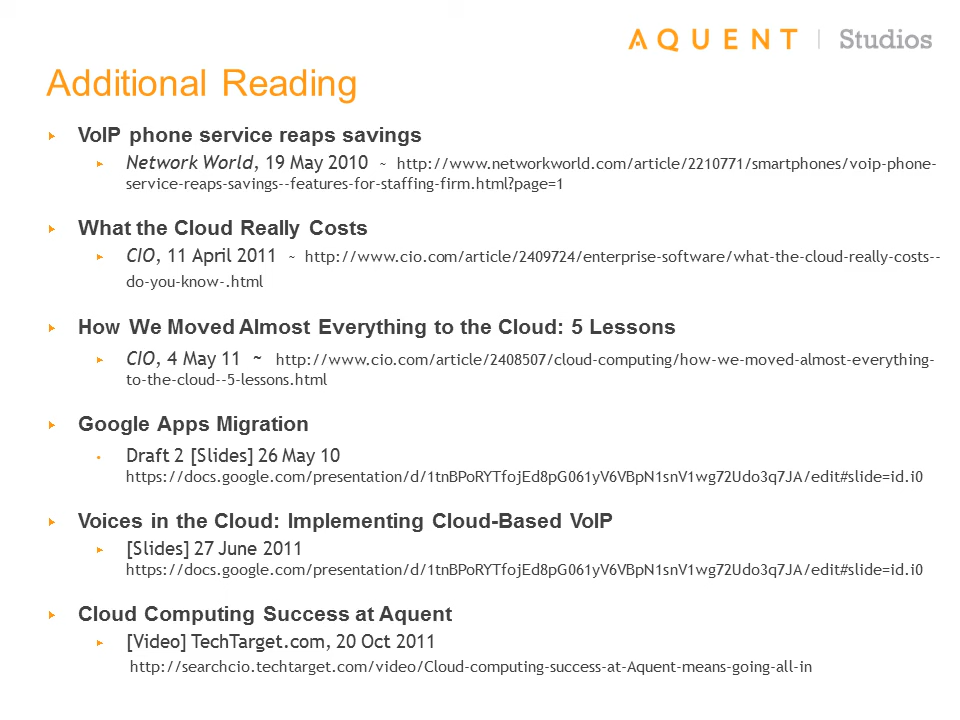 AQUENT | Studios
Additional Reading
VoIP phone service reaps savings
Network World, 19 May 2010 ~ http://www.networkworld.com/article/2210771/smartphones/voip-phone-
service-reaps-savings--features-for-staffing-firm.html?page=1
What the Cloud Really Costs
CIO, 11 April 2011 ~ http://www.cio.com/article/2409724/enterprise-software/what-the-cloud-really-costs--
do-you-know-.html
How We Moved Almost Everything to the Cloud: 5 Lessons
CIO, 4 May 11 ~ http://www.cio.com/article/2408507/cloud-computing/how-we-moved-almost-everything-
to-the-cloud--5-lessons.html
Google Apps Migration
Draft 2 [Slides] 26 May 10
https://docs.google.com/presentation/d/1tnBPoRYTfojEd8pG061yV6VBpN1snV1wg72Udo3q7JA/edit#slide=id.i0
Voices in the Cloud: Implementing Cloud-Based VoIP
[Slides] 27 June 2011
https://docs.google.com/presentation/d/1tnBPoRYTfojEd8pG061yV6VBpN1snV1wg72Udo3q7JA/edit#slide=id.i0
Cloud Computing Success at Aquent
[Video] TechTarget.com, 20 Oct 2011
http://searchcio.techtarget.com/video/Cloud-computing-success-at-Aquent-means-going-all-in